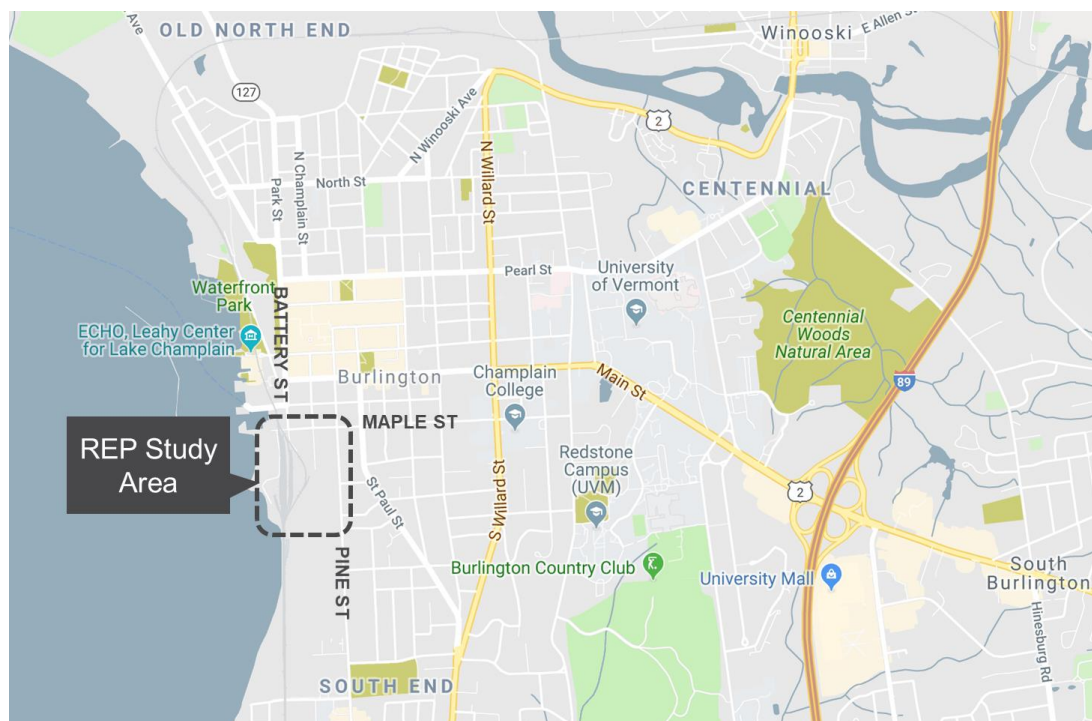 OLD NORTH END
Ave
127
N Champlain St
Park St
North St
N Winooski Ave
N Willard St
2
Winooski
E Allen St
CENTENNIAL
Pearl St
University
of Vermont
Waterfront
Park
BATTERY ST
ECHO, Leahy Center
for Lake Champlain
Burlington
Champlain
College
Main St
Centennial
Woods
Natural Area
89
MAPLE ST
REP Study
Area
St Paul St
S Willard St
Redstone
Campus
(UVM)
2
PINE ST
Burlington Country Club
University Mall
South
Burlington
Hinesburg Rd
SOUTH END